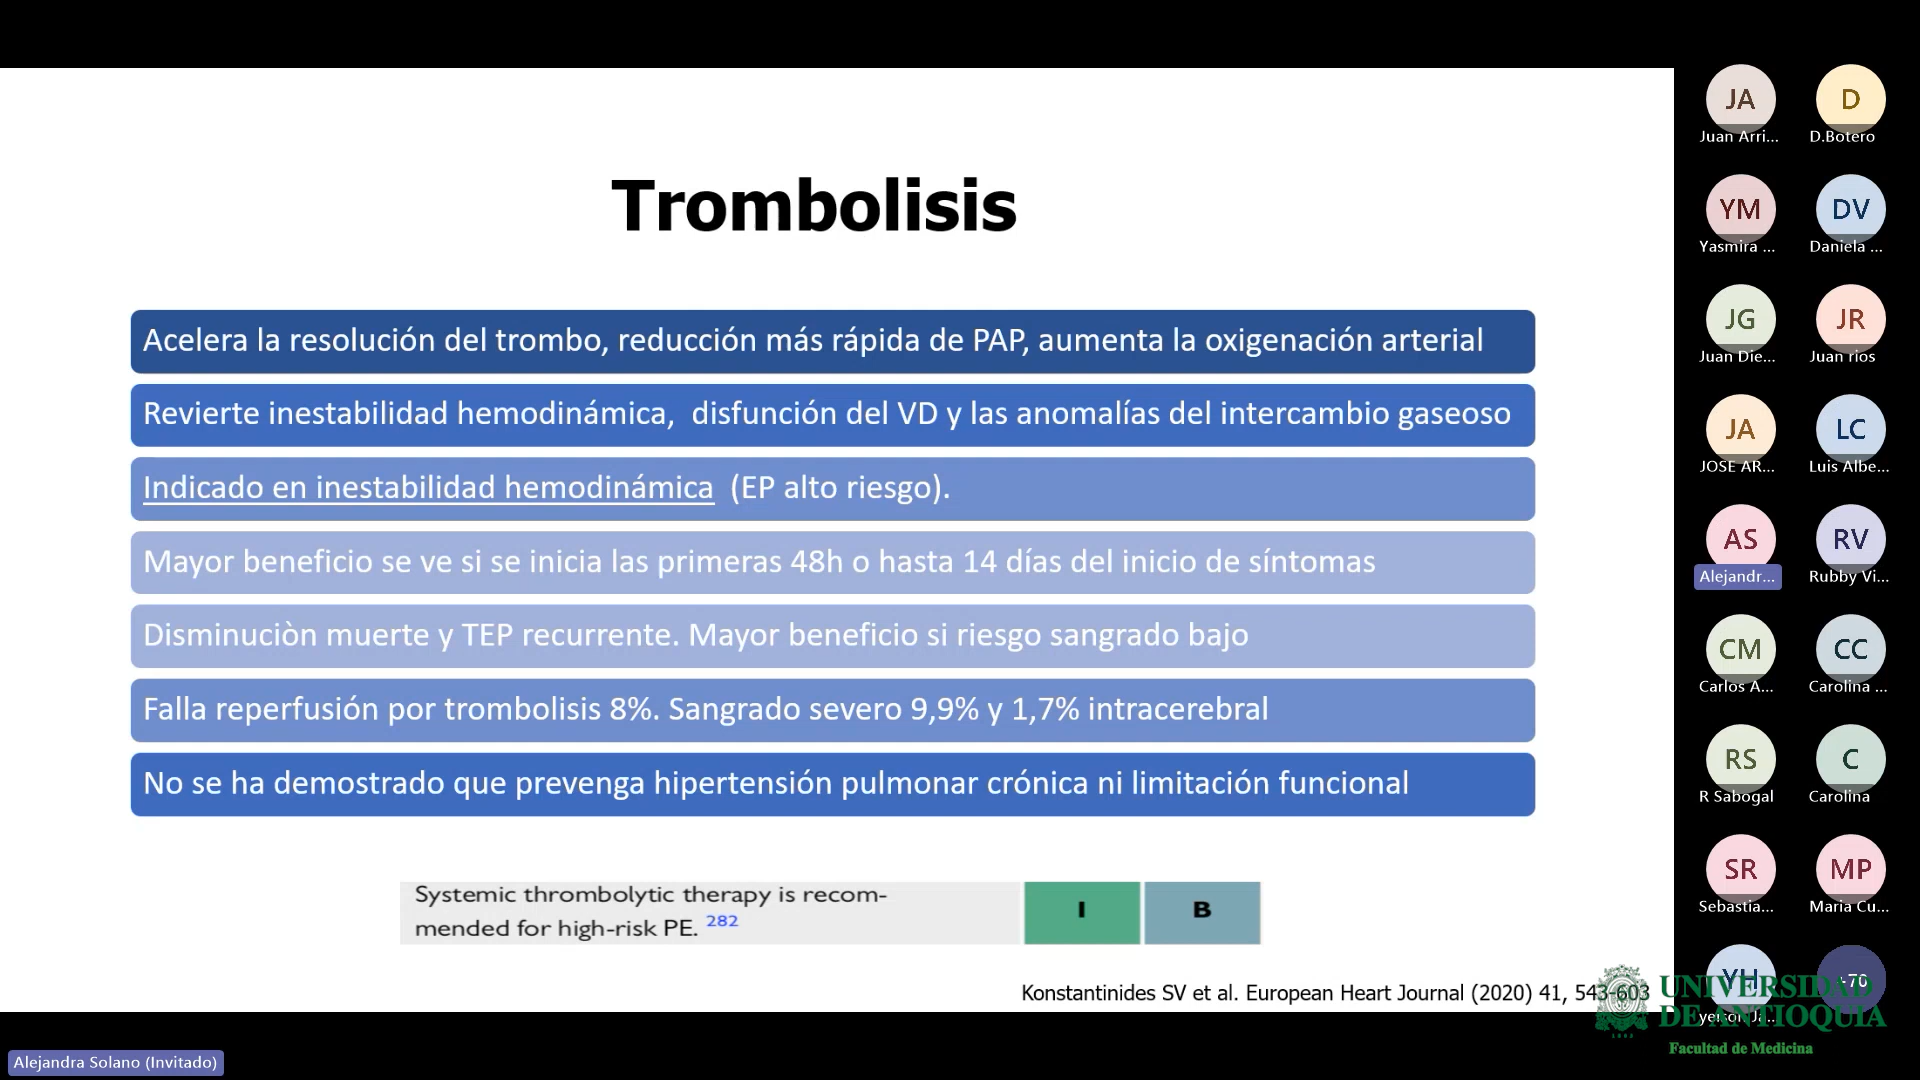 Trombolisis
Acelera la resolución del trombo, reducción más rápida de PAP, aumenta la oxigenación arterial
Revierte inestabilidad hemodinámica,  disfunción del VD y las anomalías del intercambio gaseoso
Indicado en inestabilidad hemodinámica  (EP alto riesgo).
Mayor beneficio se ve si se inicia las primeras 48h o hasta 14 días del inicio de síntomas
Disminuciòn muerte y TEP recurrente. Mayor beneficio si riesgo sangrado bajo
Falla reperfusión por trombolisis 8%. Sangrado severo 9,9% y 1,7% intracerebral
No se ha demostrado que prevenga hipertensión pulmonar crónica ni limitación funcional
Systemic thrombolytic therapy is recom-
mended for high-risk PE. 282
I
B
Konstantinides SV et al. European Heart Journal (2020) 41, 543-603
JA
Juan Arri...
D
D.Botero
YM
Yasmira ...
DV
Daniela ...
JG
Juan Die...
JR
Juan rios
JA
JOSE AR...
LC
Luis Albe...
AS
Alejandr...
RV
Rubby Vi...
CM
Carlos A...
CC
Carolina ...
RS
R Sabogal
C
Carolina
SR
Sebastia...
MP
Maria Cu...
YH
+70
UNIVERSIDAD
DE ANTIOQUIA
Facultad de Medicina
Alejandra Solano (Invitado)